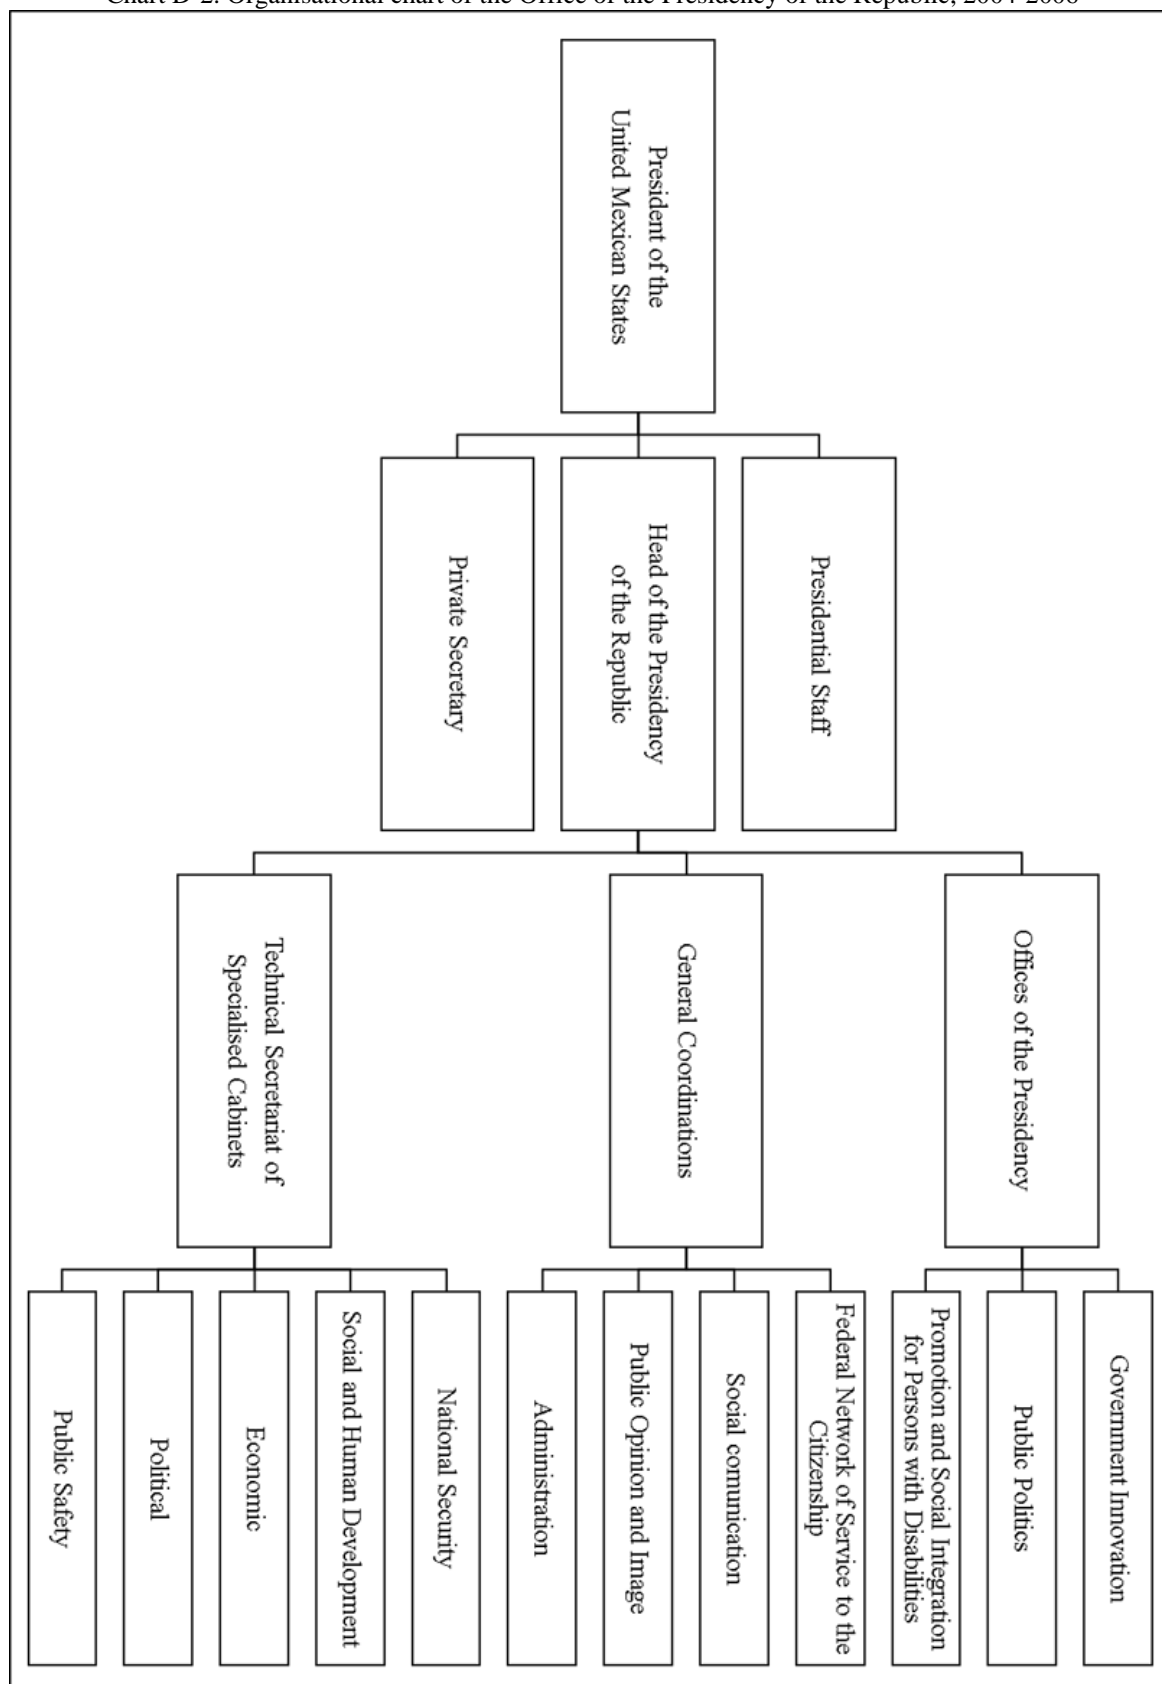 Chart D-2. Organisational chart of the Office of the Presidency of the Republic, 2004-2006
President of the
United Mexican States
Presidential Staff
Head of the Presidency
of the Republic
Private Secretary
Offices of the Presidency
General Coordinations
Technical Secretariat of
Specialised Cabinets
Government Innovation
Public Politics
Promotion and Social Integration
for Persons with Disabilities
Federal Network of Service to the
Citizenship
Social comunication
Public Opinion and Image
Administration
National Security
Social and Human Development
Economic
Political
Public Safety